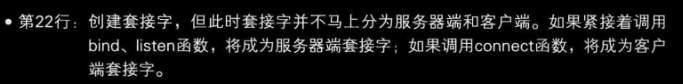 • 第22行：创建套接字，但此时套接字并不马上分为服务器端和客户端。如果紧接着调用
bind、listen函数，将成为服务器端套接字；如果调用connect函数，将成为客户
端套接字。